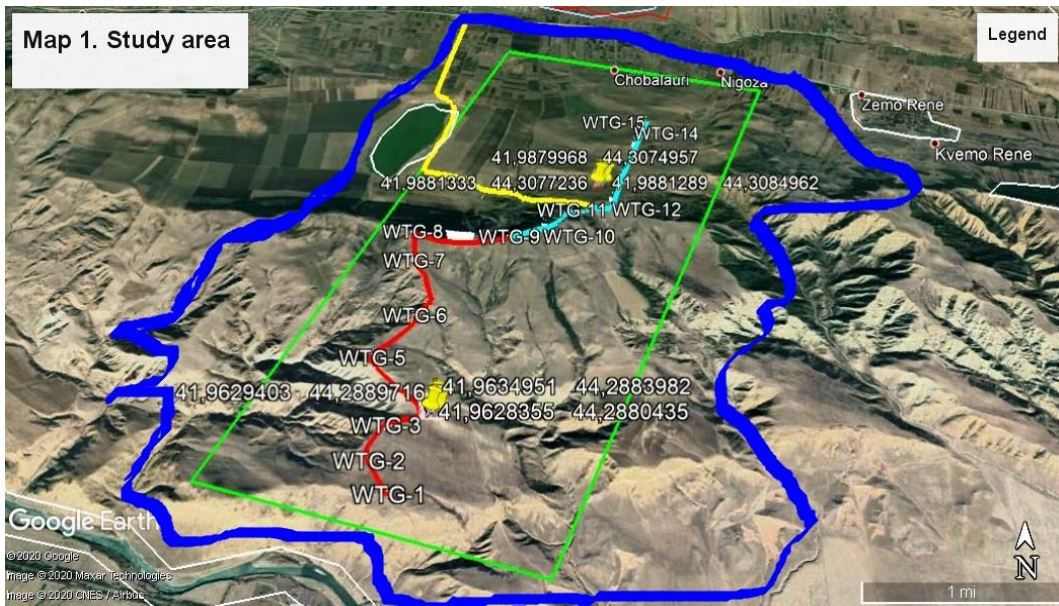 Map 1. Study area
Legend
Chobalauri
Nigoza
Zemo Rene
Kvemo Rene
WTG-15
WTG-14
41,9879968 44,3074957
41,9881333 44,3077236 41,9881289 44,3084962
WTG-11 WTG-12
WTG-8 WTG-9 WTG-10
WTG-7
WTG-6
WTG-5
41,9629403 44,2889716 41,9634951 44,2883982
41,9628355 44,2880435
WTG-3
WTG-2
WTG-1
Google Earth
© 2020 Google
Image © 2020 Maxar Technologies
Image © 2020 CNES / Airbus
N
1 mi